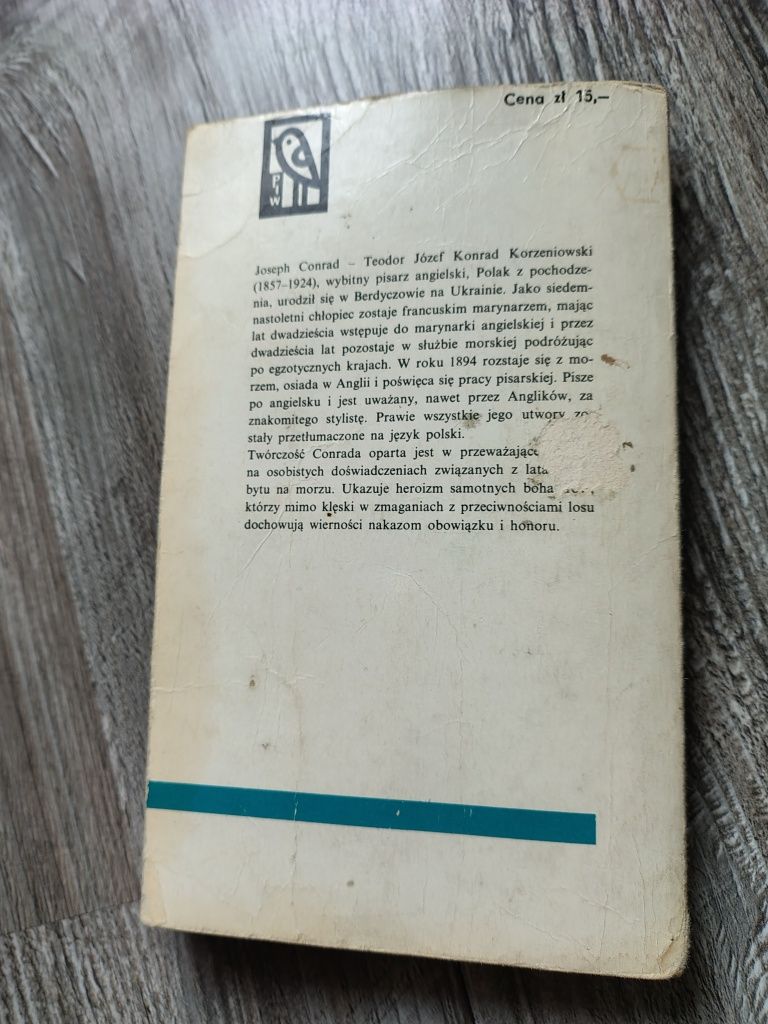 Cena zł 15,—
PIW
Joseph Conrad – Teodor Józef Konrad Korzeniowski
(1857–1924), wybitny pisarz angielski, Polak z pochodze-
nia, urodził się w Berdyczowie na Ukrainie. Jako siedem-
nastoletni chłopiec zostaje francuskim marynarzem, mając
lat dwadzieścia wstępuje do marynarki angielskiej i przez
dwadzieścia lat pozostaje w służbie morskiej podróżując
po egzotycznych krajach. W roku 1894 rozstaje się z mo-
rzem, osiada w Anglii i poświęca się pracy pisarskiej. Pisze
po angielsku i jest uważany, nawet przez Anglików, za
znakomitego stylistę. Prawie wszystkie jego utwory zo-
stały przetłumaczone na język polski.
Twórczość Conrada oparta jest w
na osobistych doświadczeniach związanych z
bytu na morzu. Ukazuje heroizm samotnych
którzy mimo klęski w zmaganiach z przeciwnościami losu
dochowują wierności nakazom obowiązku i honoru.